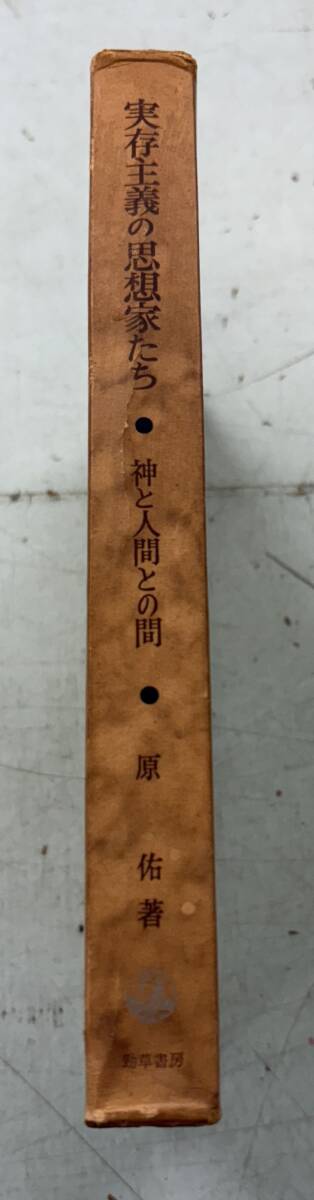 実存主義の思想家たち
●
神と人間との間
●
原佑著
勁草書房